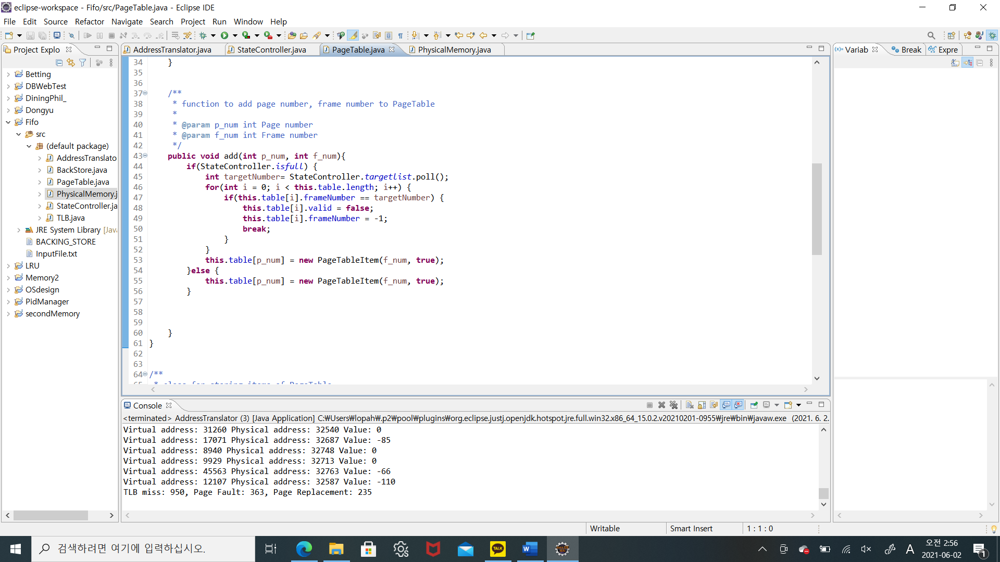 eclipse-workspace - Fifo/src/PageTable.java - Eclipse IDE
File Edit Source Refactor Navigate Search Project Run Window Help
Project Explo
AddressTranslator.java StateController.java PageTable.java PhysicalMemory.java
(x)= Variab Break Expre
Betting
DBWebTest
DiningPhil_
Dongyu
Fifo
src
(default package)
AddressTranslato
BackStore.java
PageTable.java
PhysicalMemory.j
StateController.ja
TLB.java
JRE System Library [Java
BACKING_STORE
InputFile.txt
LRU
Memory2
OSdesign
PidManager
secondMemory
34 }
35
36
37 /**
38 * function to add page number, frame number to PageTable
39 *
40 * @param p_num int Page number
41 * @param f_num int Frame number
42 */
43 public void add(int p_num, int f_num){
44 if(StateController.isfull) {
45 int targetNumber= StateController.targetlist.poll();
46 for(int i = 0; i < this.table.length; i++) {
47 if(this.table[i].frameNumber == targetNumber) {
48 this.table[i].valid = false;
49 this.table[i].frameNumber = -1;
50 break;
51 }
52 }
53 this.table[p_num] = new PageTableItem(f_num, true);
54 }else {
55 this.table[p_num] = new PageTableItem(f_num, true);
56 }
57
58
59
60 }
61 }
62
63
64 /**
65 * class for storing items of PageTable
Console
<terminated> AddressTranslator (3) [Java Application] C:₩Users₩lopah₩.p2₩pool₩plugins₩org.eclipse.justj.openjdk.hotspot.jre.full.win32.x86_64_15.0.2.v20210201-0955₩jre₩bin₩javaw.exe (2021. 6. 2.
Virtual address: 31260 Physical address: 32540 Value: 0
Virtual address: 17071 Physical address: 32687 Value: -85
Virtual address: 8940 Physical address: 32748 Value: 0
Virtual address: 9929 Physical address: 32713 Value: 0
Virtual address: 45563 Physical address: 32763 Value: -66
Virtual address: 12107 Physical address: 32587 Value: -110
TLB miss: 950, Page Fault: 363, Page Replacement: 235
Writable Smart Insert 1 : 1 : 0
검색하려면 여기에 입력하십시오.
TALK
A
오전 2:56
2021-06-02
1